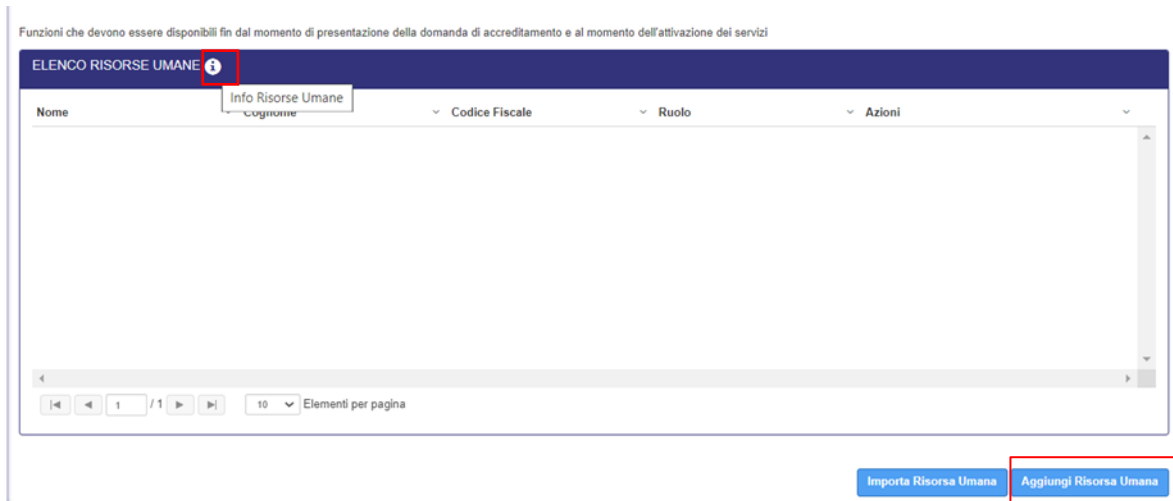 Funzioni che devono essere disponibili fin dal momento di presentazione della domanda di accreditamento e al momento dell'attivazione dei servizi
ELENCO RISORSE UMANE
Info Risorse Umane
Nome Cognome Codice Fiscale Ruolo Azioni
1 / 1 10 Elementi per pagina
Importa Risorsa Umana Aggiungi Risorsa Umana